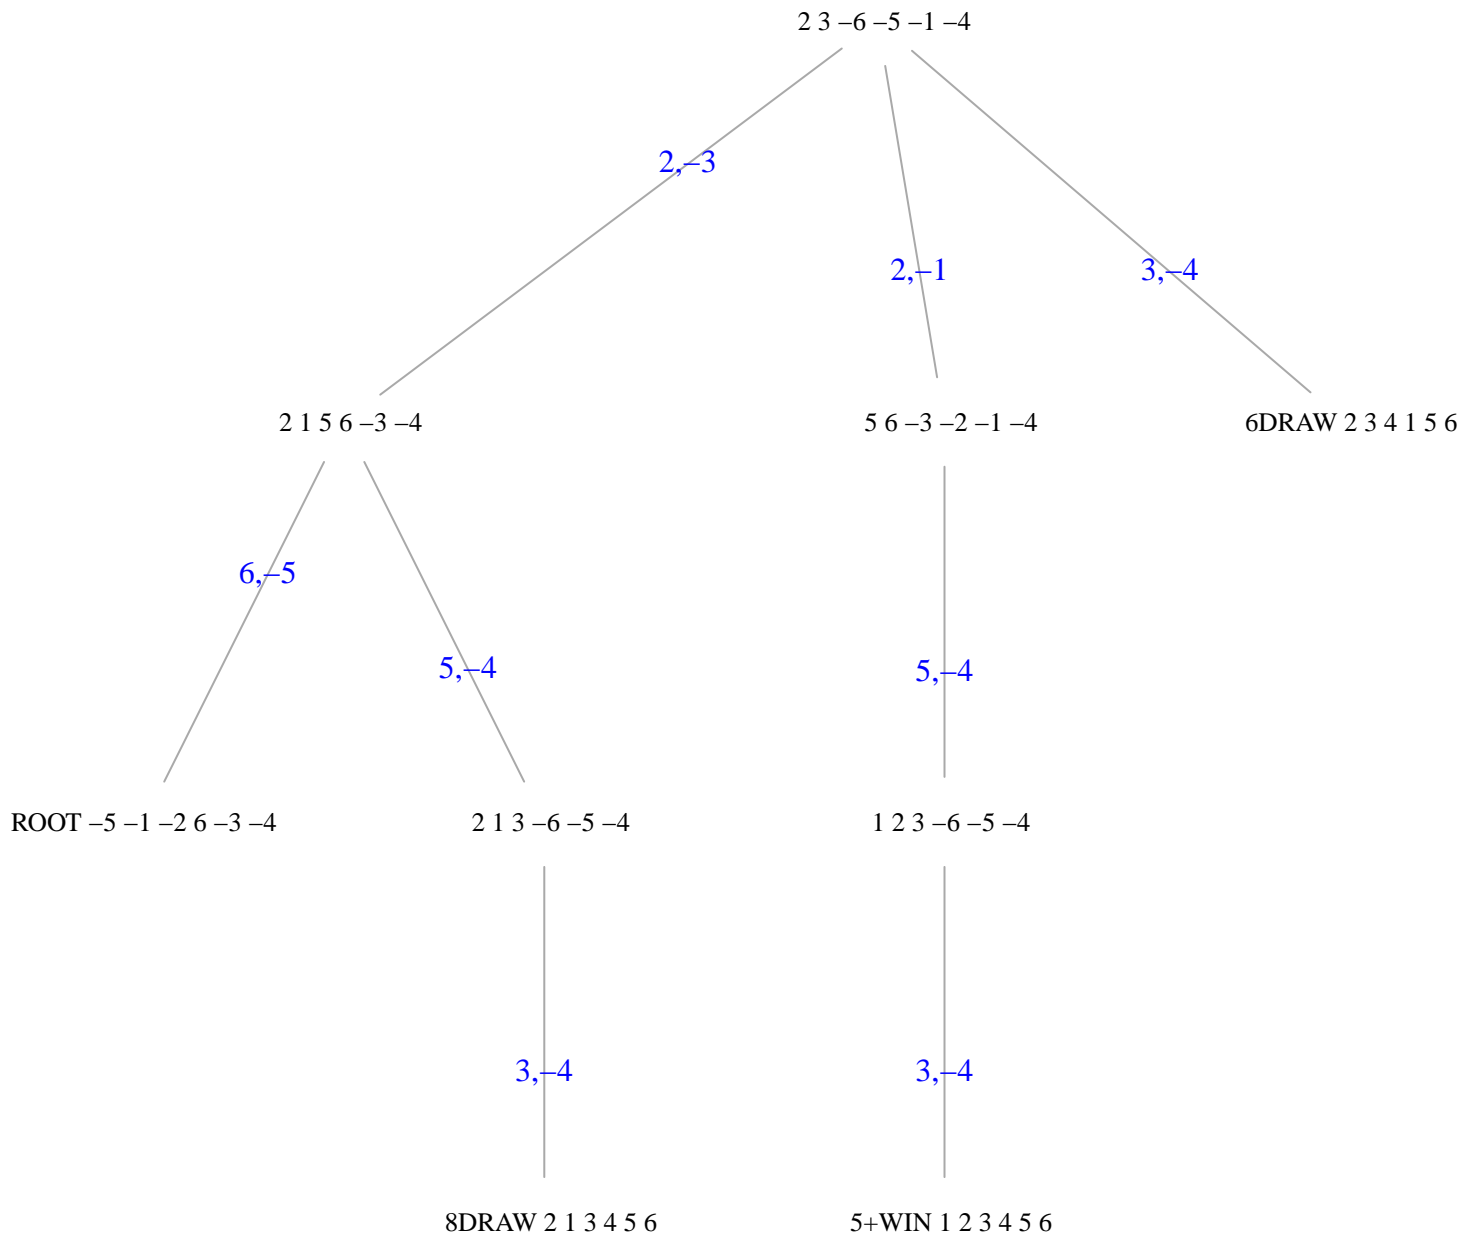 2 3 –6 –5 –1 –4
2,–3
2,–1
3,–4
2 1 5 6 –3 –4
5 6 –3 –2 –1 –4
6DRAW 2 3 4 1 5 6
6,–5
5,–4
5,–4
ROOT –5 –1 –2 6 –3 –4
2 1 3 –6 –5 –4
1 2 3 –6 –5 –4
3,–4
3,–4
8DRAW 2 1 3 4 5 6
5+WIN 1 2 3 4 5 6